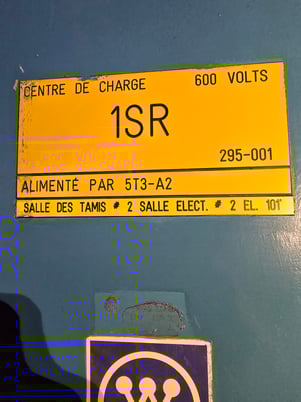 CENTRE DE CHARGE 600 VOLTS
1SR
295-001
ALIMENTÉ PAR 5T3-A2
SALLE DES TAMIS # 2 SALLE ELECT. # 2 EL. 101'